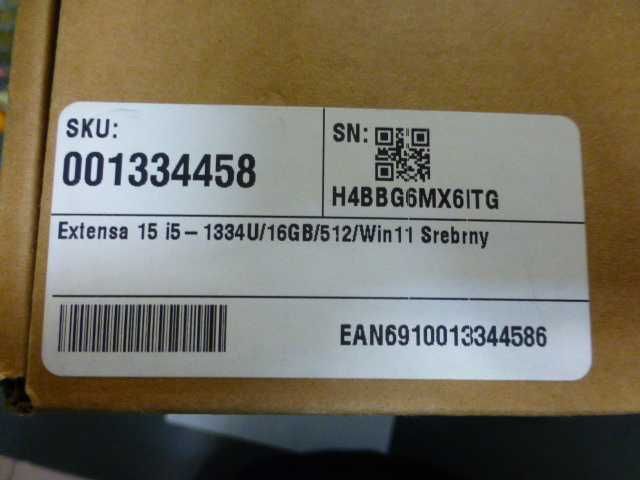 SKU:
001334458
SN:
H4BBG6MX6ITG
Extensa 15 i5-1334U/16GB/512/Win11 Srebrny
EAN6910013344586